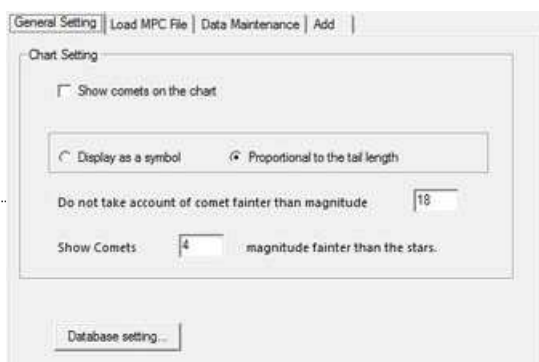 General Setting Load MPC File Data Maintenance Add
Chart Setting
Show comets on the chart
Display as a symbol Proportional to the tail length
Do not take account of comet fainter than magnitude 18
Show Comets 4 magnitude fainter than the stars.
Database setting...